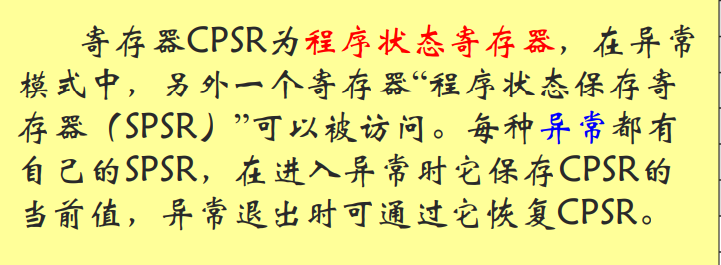 寄存器CPSR为程序状态寄存器，在异常
模式中，另外一个寄存器“程序状态保存寄
存器（SPSR）”可以被访问。每种异常都有
自己的SPSR，在进入异常时它保存CPSR的
当前值，异常退出时可通过它恢复CPSR。